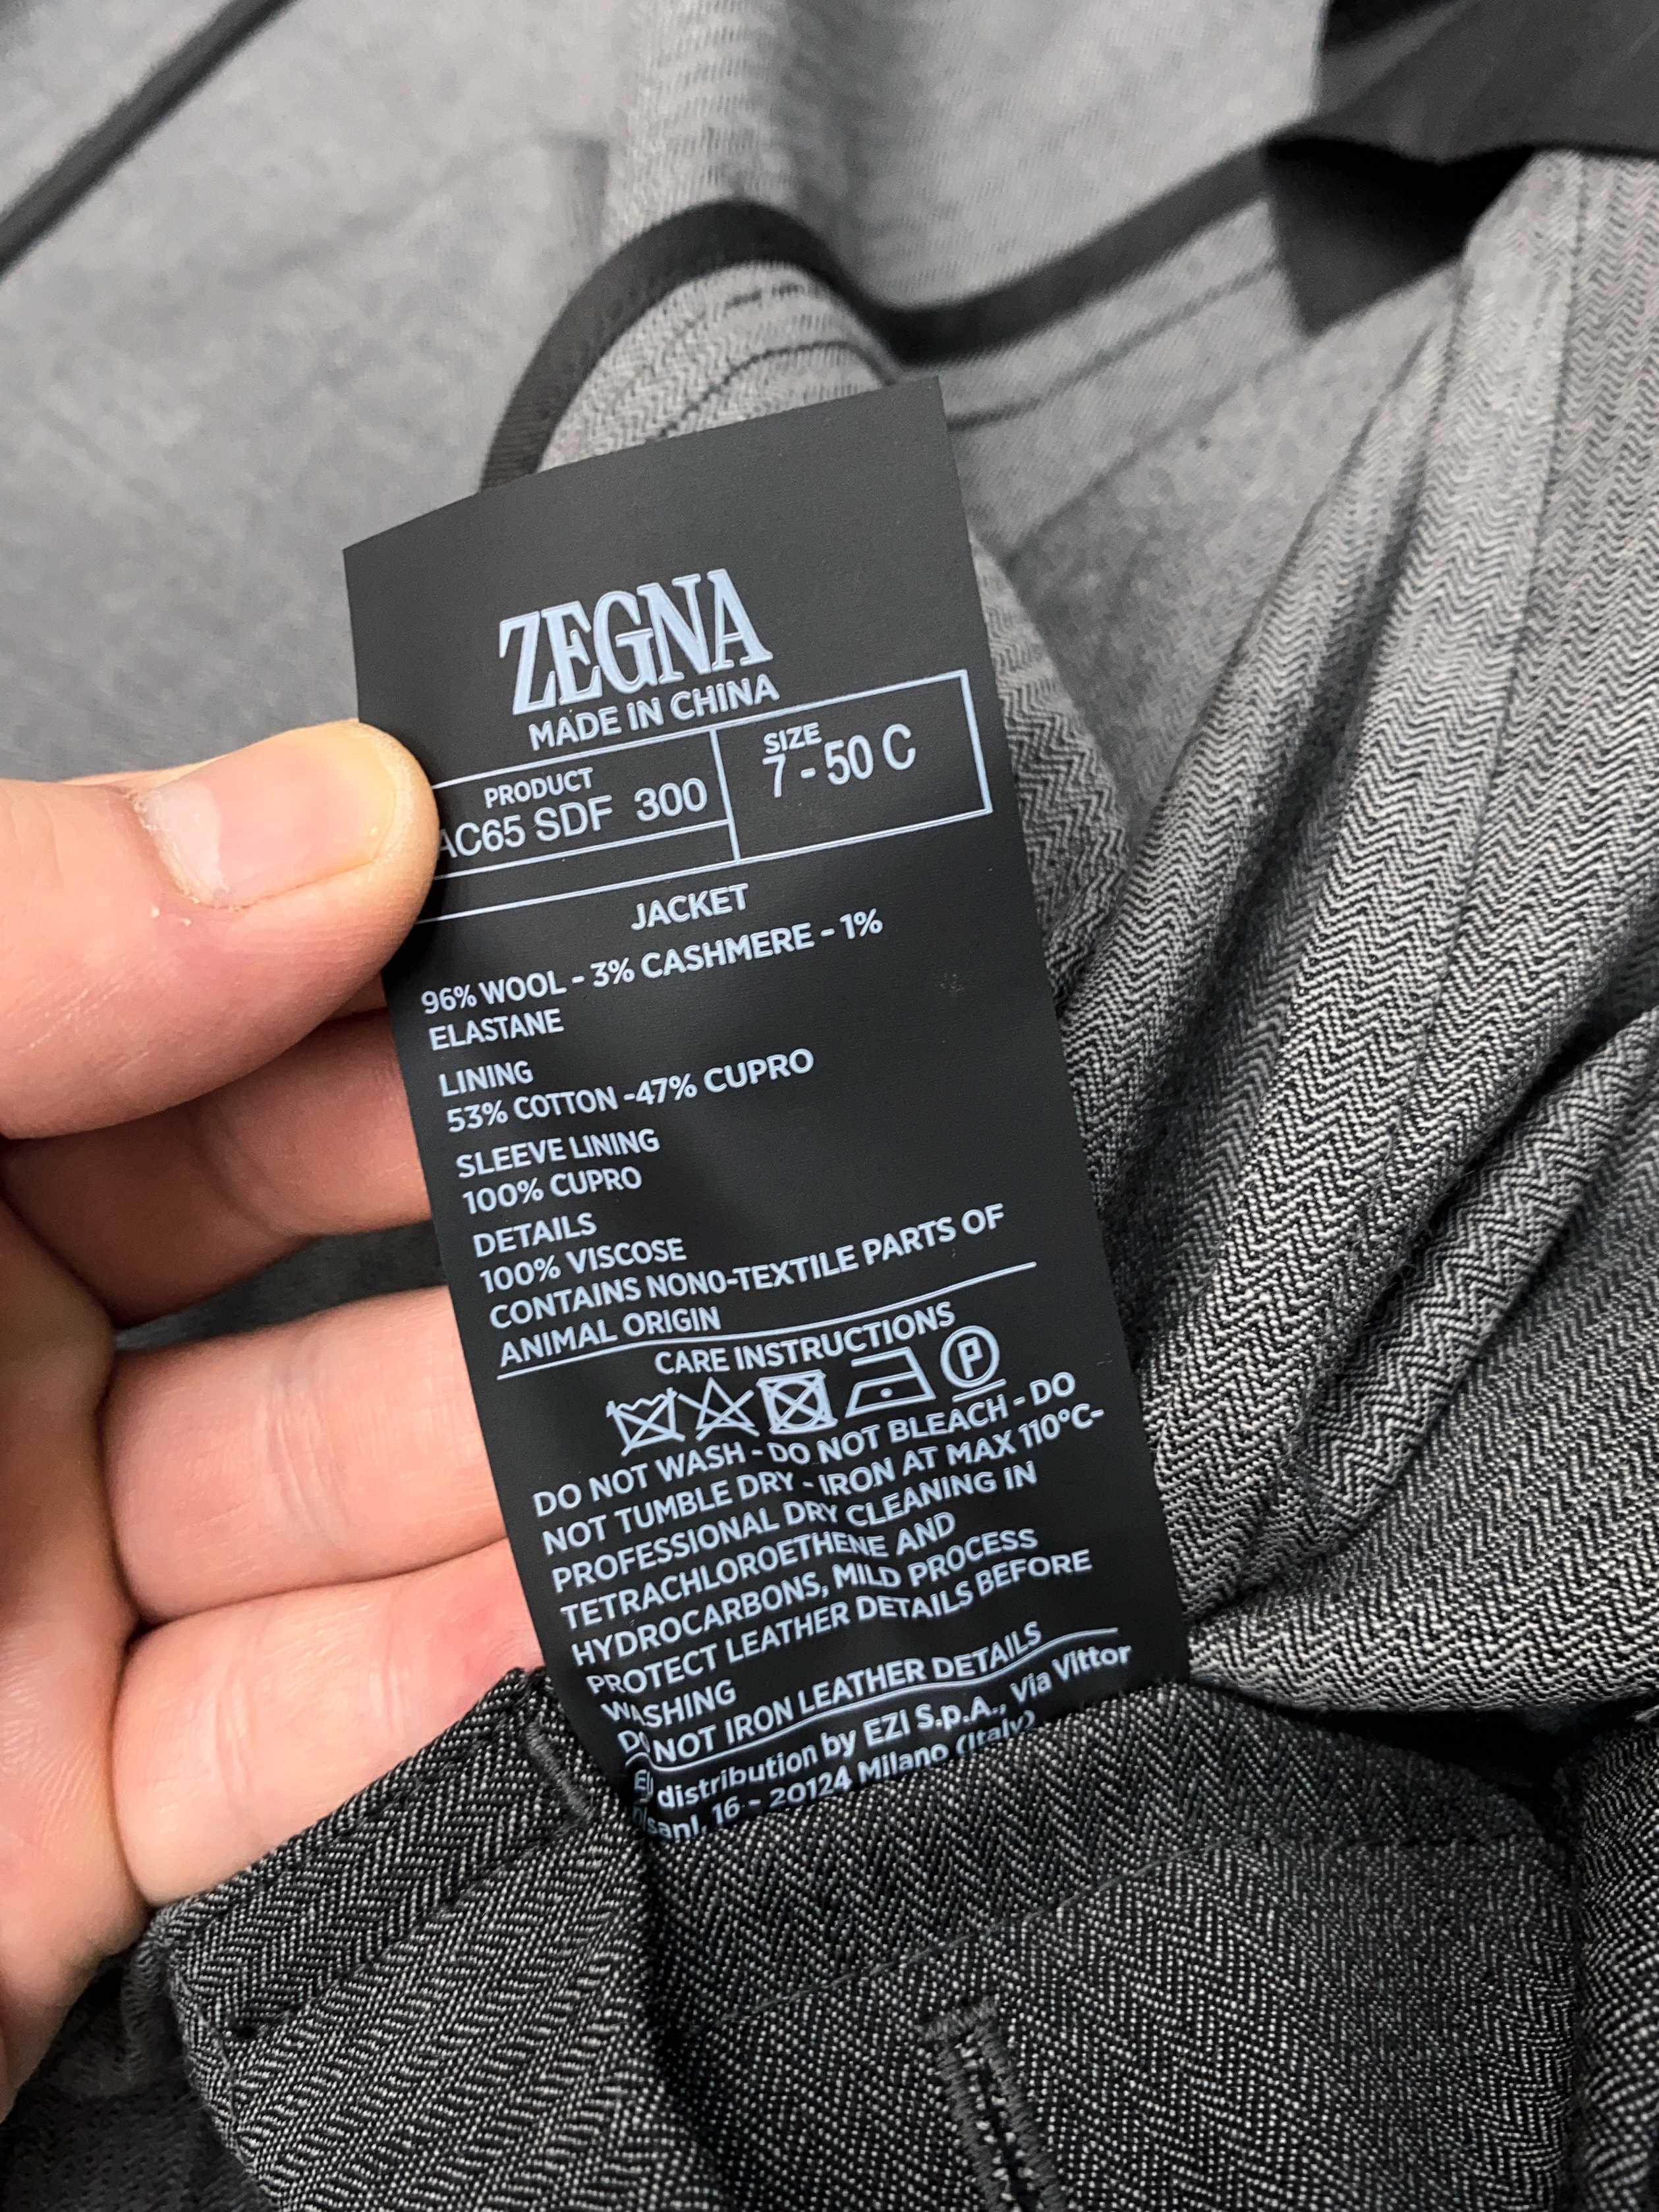 ZEGNA
MADE IN CHINA
PRODUCT
AC65 SDF 300
SIZE
7-50 C
JACKET
96% WOOL - 3% CASHMERE - 1%
ELASTANE
LINING
53% COTTON -47% CUPRO
SLEEVE LINING
100% CUPRO
DETAILS
100% VISCOSE
CONTAINS NON0-TEXTILE PARTS OF
ANIMAL ORIGIN
CARE INSTRUCTIONS
P
DO NOT WASH - DO NOT BLEACH - DO
NOT TUMBLE DRY - IRON AT MAX 110°C-
PROFESSIONAL DRY CLEANING IN
TETRACHLOROETHENE AND
HYDROCARBONS, MILD PROCESS
PROTECT LEATHER DETAILS BEFORE
WASHING
DO NOT IRON LEATHER DETAILS
EU distribution by EZI S.p.A., Via Vittor
16 - 20124 Milano (Italy)